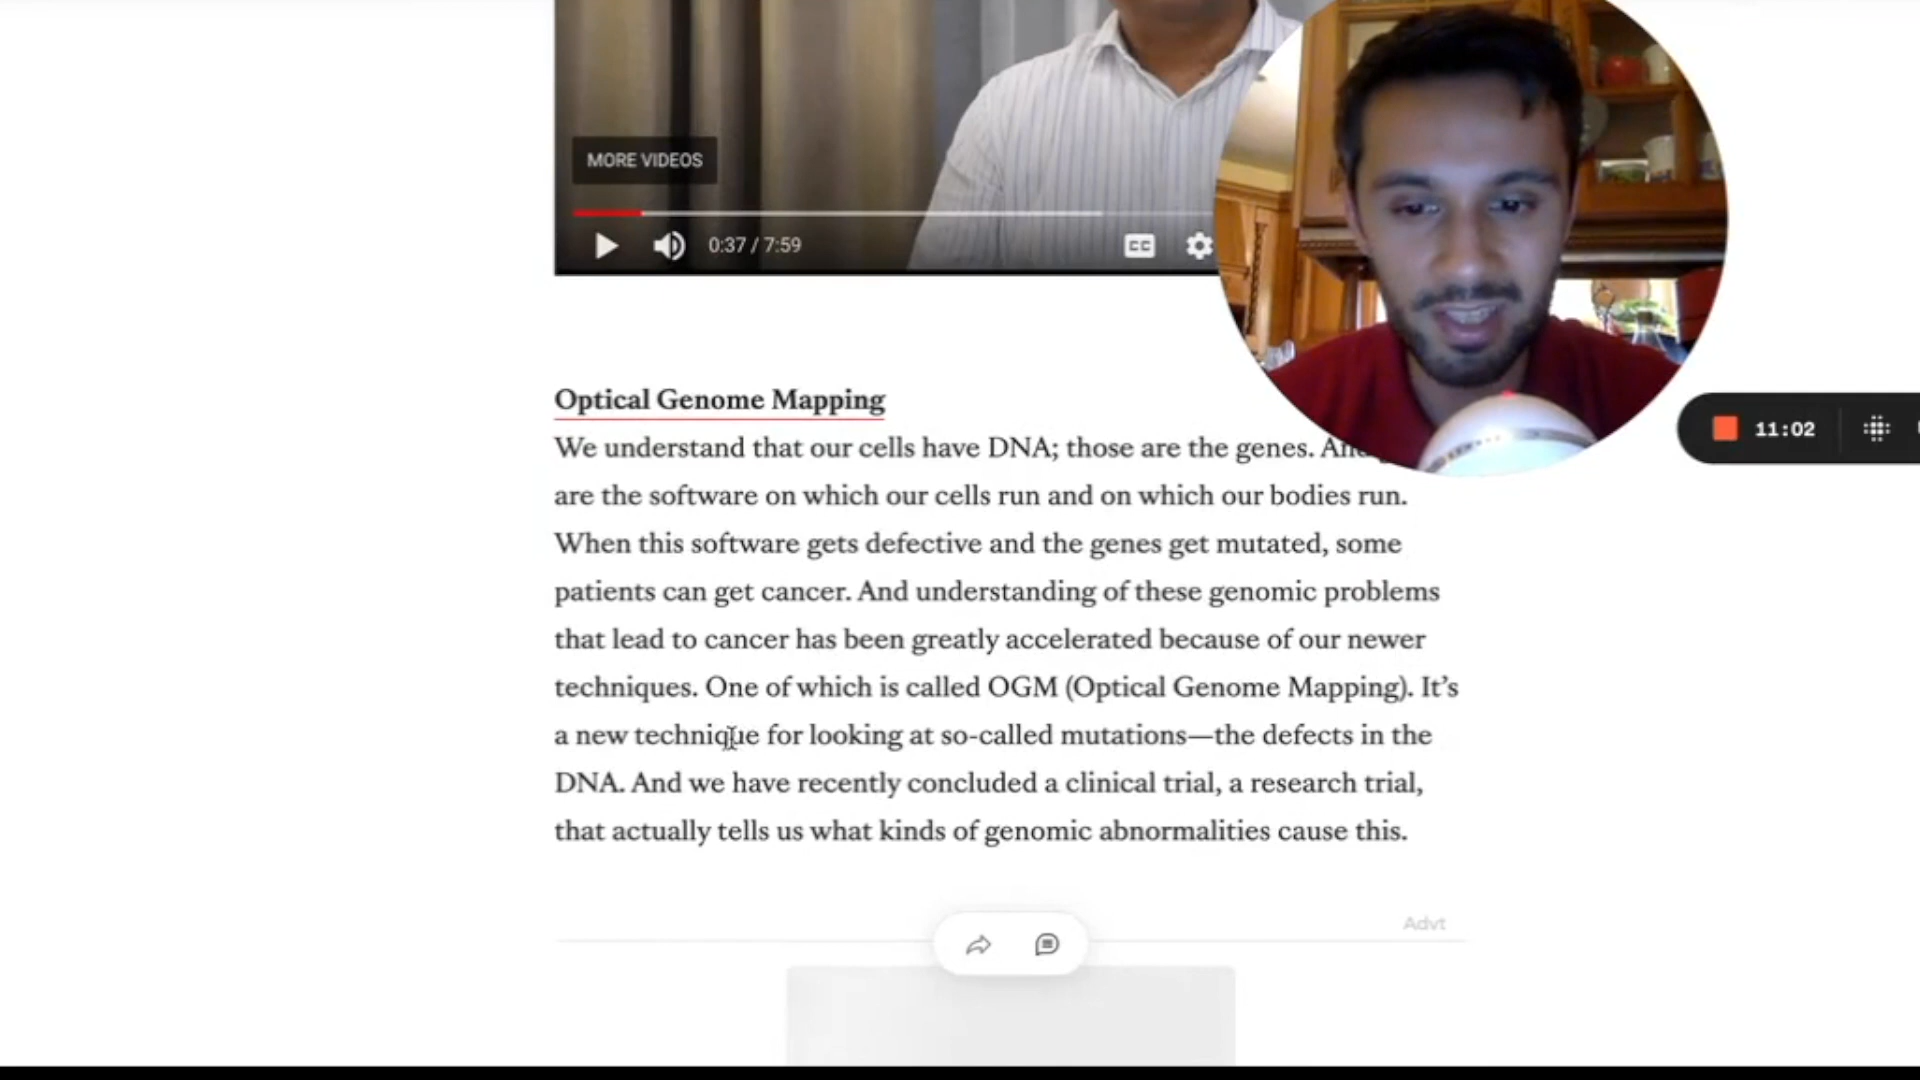 MORE VIDEOS
0:37 / 7:59
CC
Optical Genome Mapping
11:02
We understand that our cells have DNA; those are the genes.
are the software on which our cells run and on which our bodies run.
When this software gets defective and the genes get mutated, some
patients can get cancer. And understanding of these genomic problems
that lead to cancer has been greatly accelerated because of our newer
techniques. One of which is called OGM (Optical Genome Mapping). It’s
a new technique for looking at so-called mutations—the defects in the
DNA. And we have recently concluded a clinical trial, a research trial,
that actually tells us what kinds of genomic abnormalities cause this.
Advt